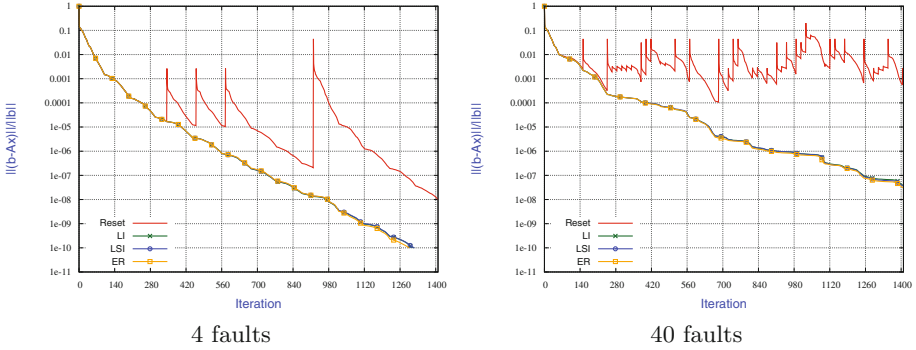 ||(b-Ax)||/||b||
1
0.1
0.01
0.001
0.0001
1e-05
1e-06
1e-07
1e-08
1e-09
1e-10
1e-11
Reset
LI
LSI
ER
0 140 280 420 560 700 840 980 1120 1260 1400
Iteration
4 faults
||(b-Ax)||/||b||
1
0.1
0.01
0.001
0.0001
1e-05
1e-06
1e-07
1e-08
1e-09
1e-10
1e-11
Reset
LI
LSI
ER
0 140 280 420 560 700 840 980 1120 1260 1400
Iteration
40 faults